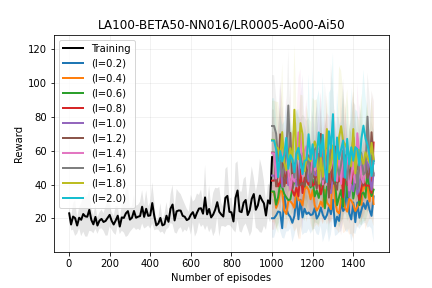 LA100-BETA50-NN016/LR0005-Ao00-Ai50
Reward
120
100
80
60
40
20
Training
(l=0.2)
(l=0.4)
(l=0.6)
(l=0.8)
(l=1.0)
(l=1.2)
(l=1.4)
(l=1.6)
(l=1.8)
(l=2.0)
0 200 400 600 800 1000 1200 1400
Number of episodes